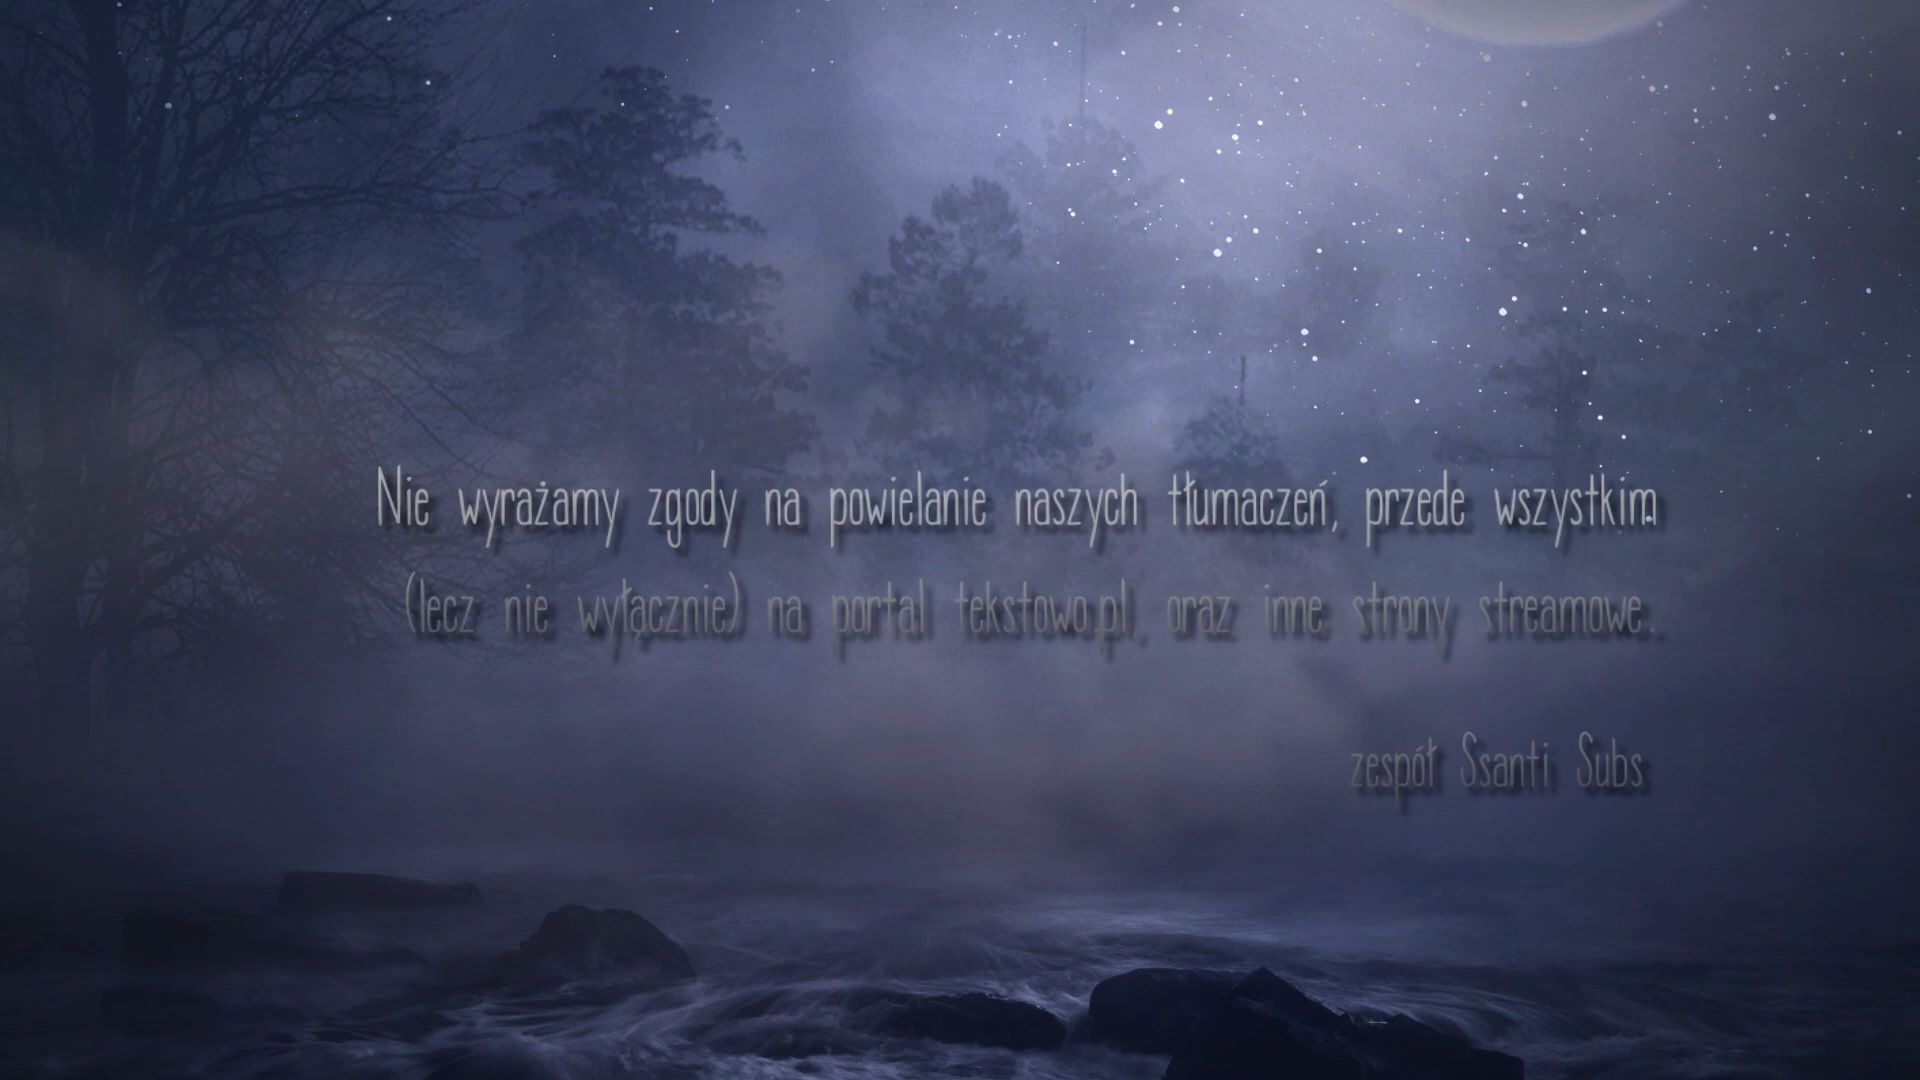 Nie wyrażamy zgody na powielanie naszych tłumaczeń, przede wszystkim
(lecz nie wyłącznie) na portal tekstowo.pl, oraz inne strony streamowe.
zespół Ssanti Subs